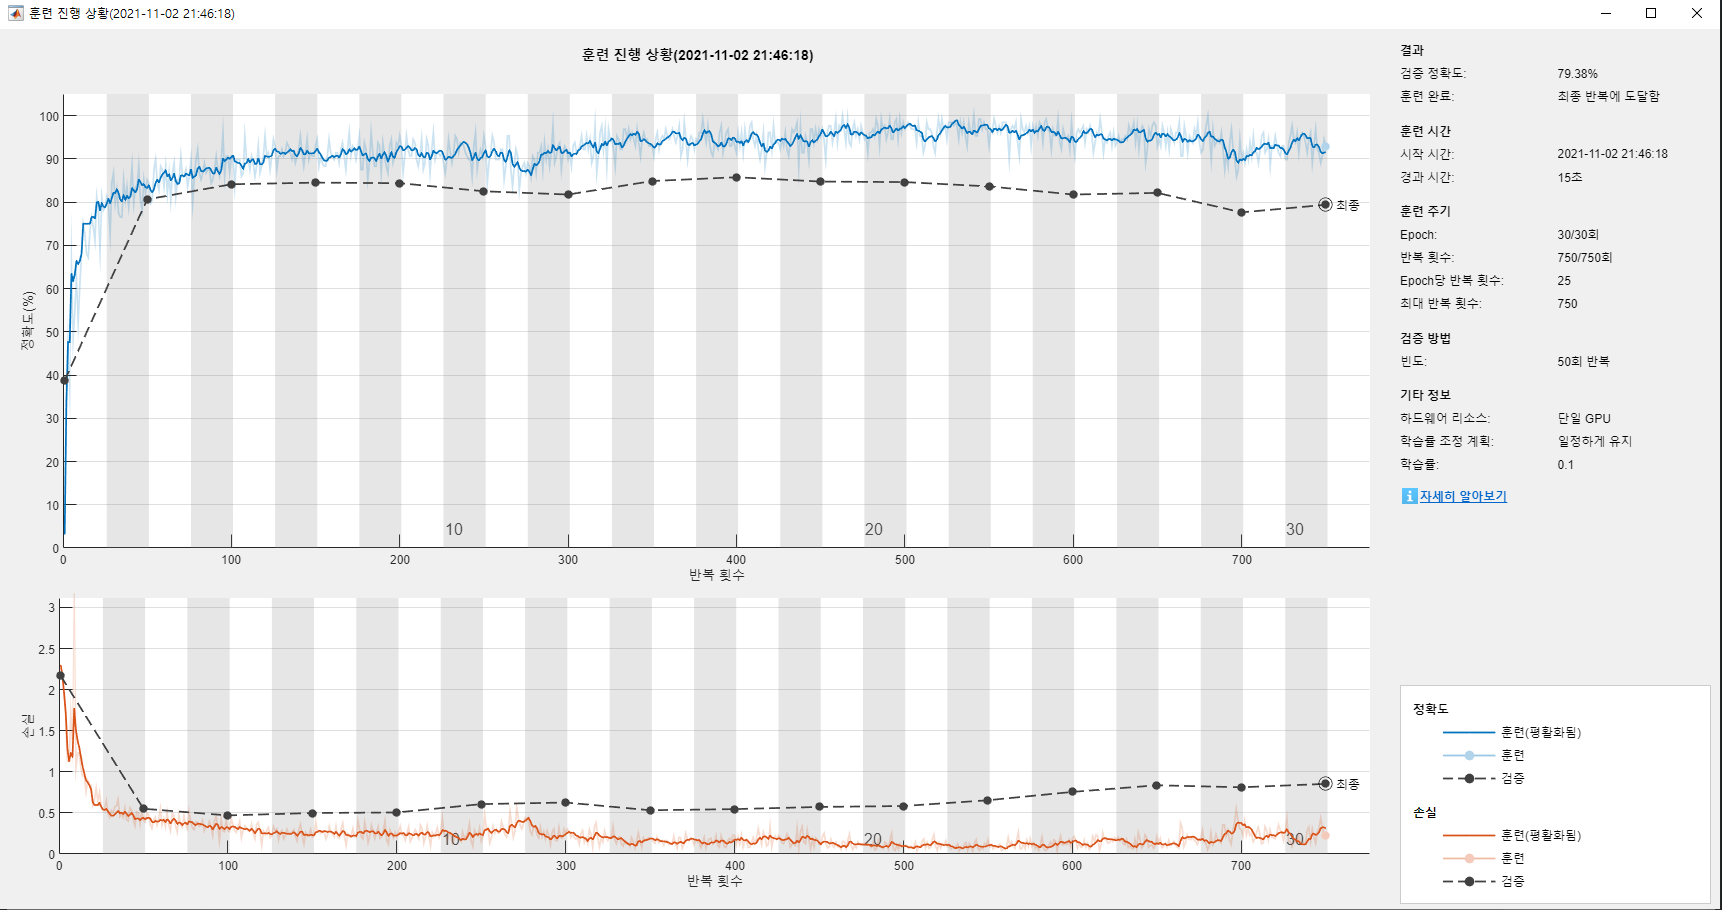 훈련 진행 상황(2021-11-02 21:46:18)
훈련 진행 상황(2021-11-02 21:46:18)
정확도(%)
100
90
80
70
60
50
40
30
20
10
0
최종
10
20
30
0
100
200
300
400
500
600
700
반복 횟수
손실
3
2.5
2
1.5
1
0.5
0
최종
10
20
30
0
100
200
300
400
500
600
700
반복 횟수
결과
검증 정확도: 79.38%
훈련 완료: 최종 반복에 도달함
훈련 시간
시작 시간: 2021-11-02 21:46:18
경과 시간: 15초
훈련 주기
Epoch: 30/30회
반복 횟수: 750/750회
Epoch당 반복 횟수: 25
최대 반복 횟수: 750
검증 방법
빈도: 50회 반복
기타 정보
하드웨어 리소스: 단일 GPU
학습률 조정 계획: 일정하게 유지
학습률: 0.1
자세히 알아보기
정확도
훈련(평활화됨)
훈련
검증
손실
훈련(평활화됨)
훈련
검증